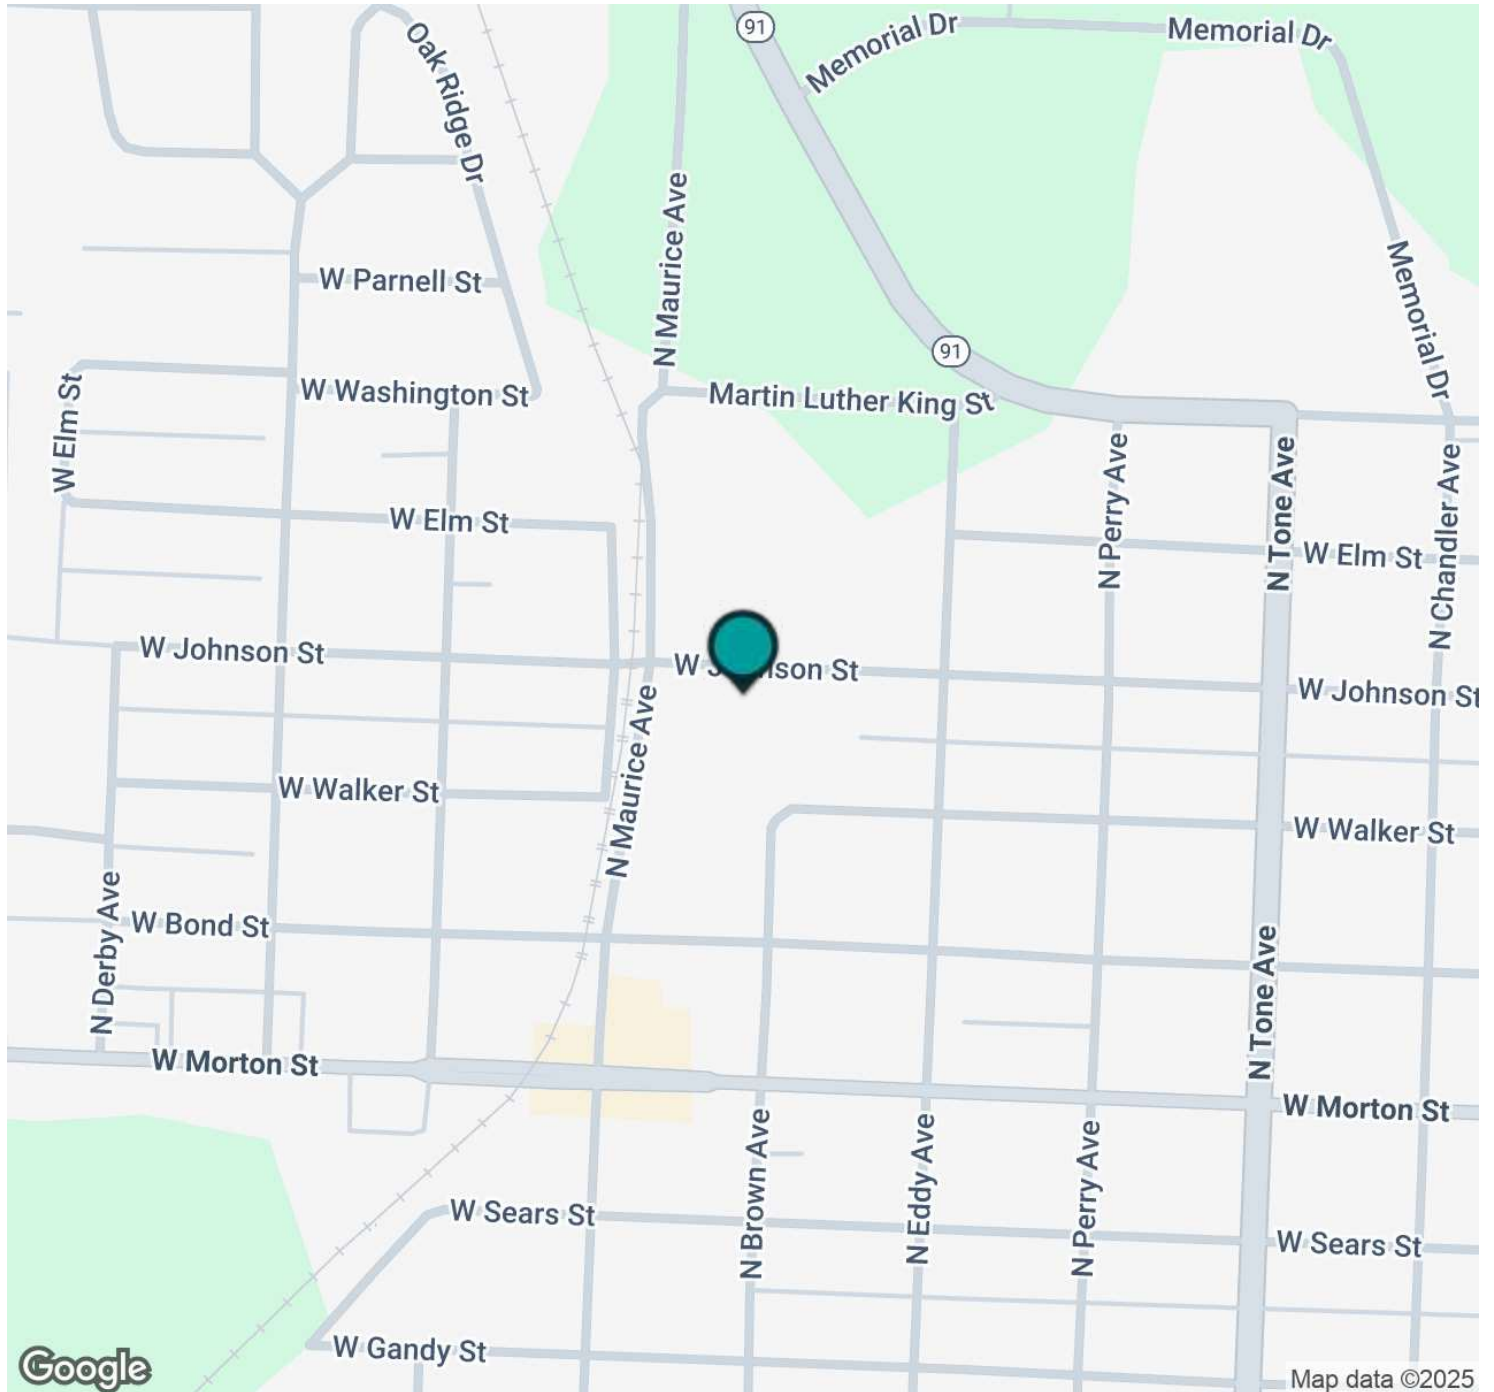 91
Memorial Dr
Memorial Dr
Oak Ridge Dr
N Maurice Ave
W Parnell St
Memorial Dr
91
W Washington St
Martin Luther King St
W Elm St
N Perry Ave
N Tone Ave
N Chandler Ave
W Elm St
W Elm St
W Johnson St
W Johnson St
W Johnson St
N Maurice Ave
W Walker St
W Walker St
N Derby Ave
W Bond St
N Tone Ave
W Morton St
W Morton St
N Brown Ave
N Eddy Ave
N Perry Ave
W Sears St
W Sears St
W Gandy St
Google
Map data ©2025